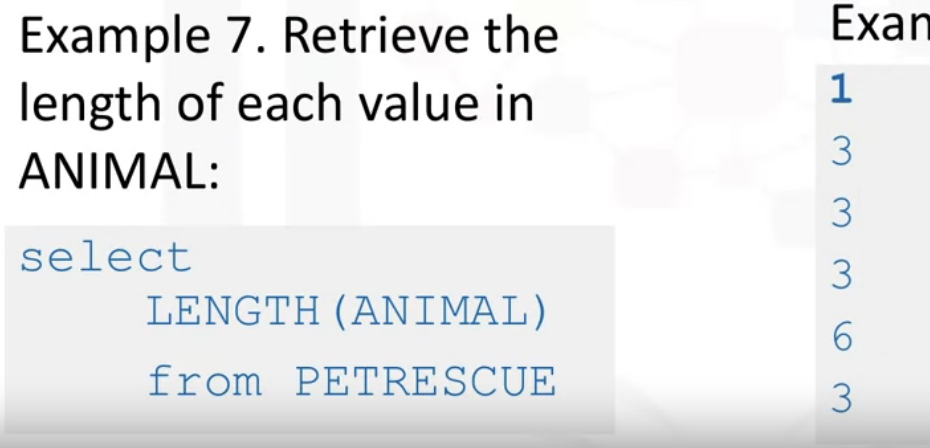 Example 7. Retrieve the
length of each value in
ANIMAL:
select
LENGTH(ANIMAL)
from PETRESCUE
1
3
3
3
6
3